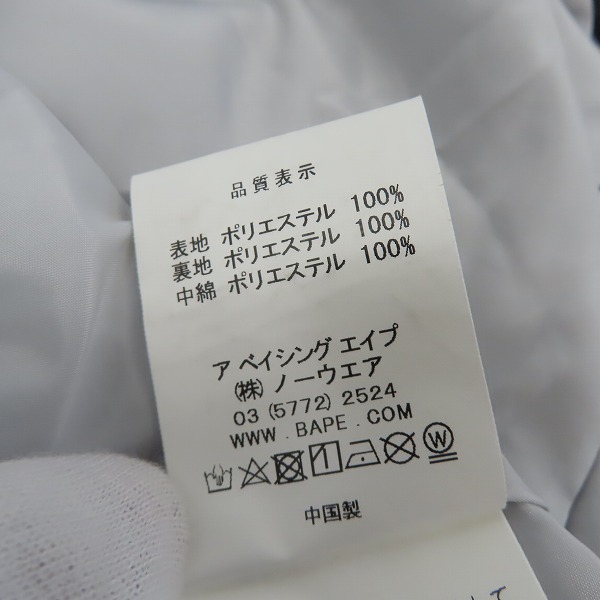 品質表示
表地 ポリエステル 100%
裏地 ポリエステル 100%
中綿 ポリエステル 100%
ア ベイシング エイプ
(株) ノーウエア
03 (5772) 2524
WWW.BAPE.COM
W
中国製
して